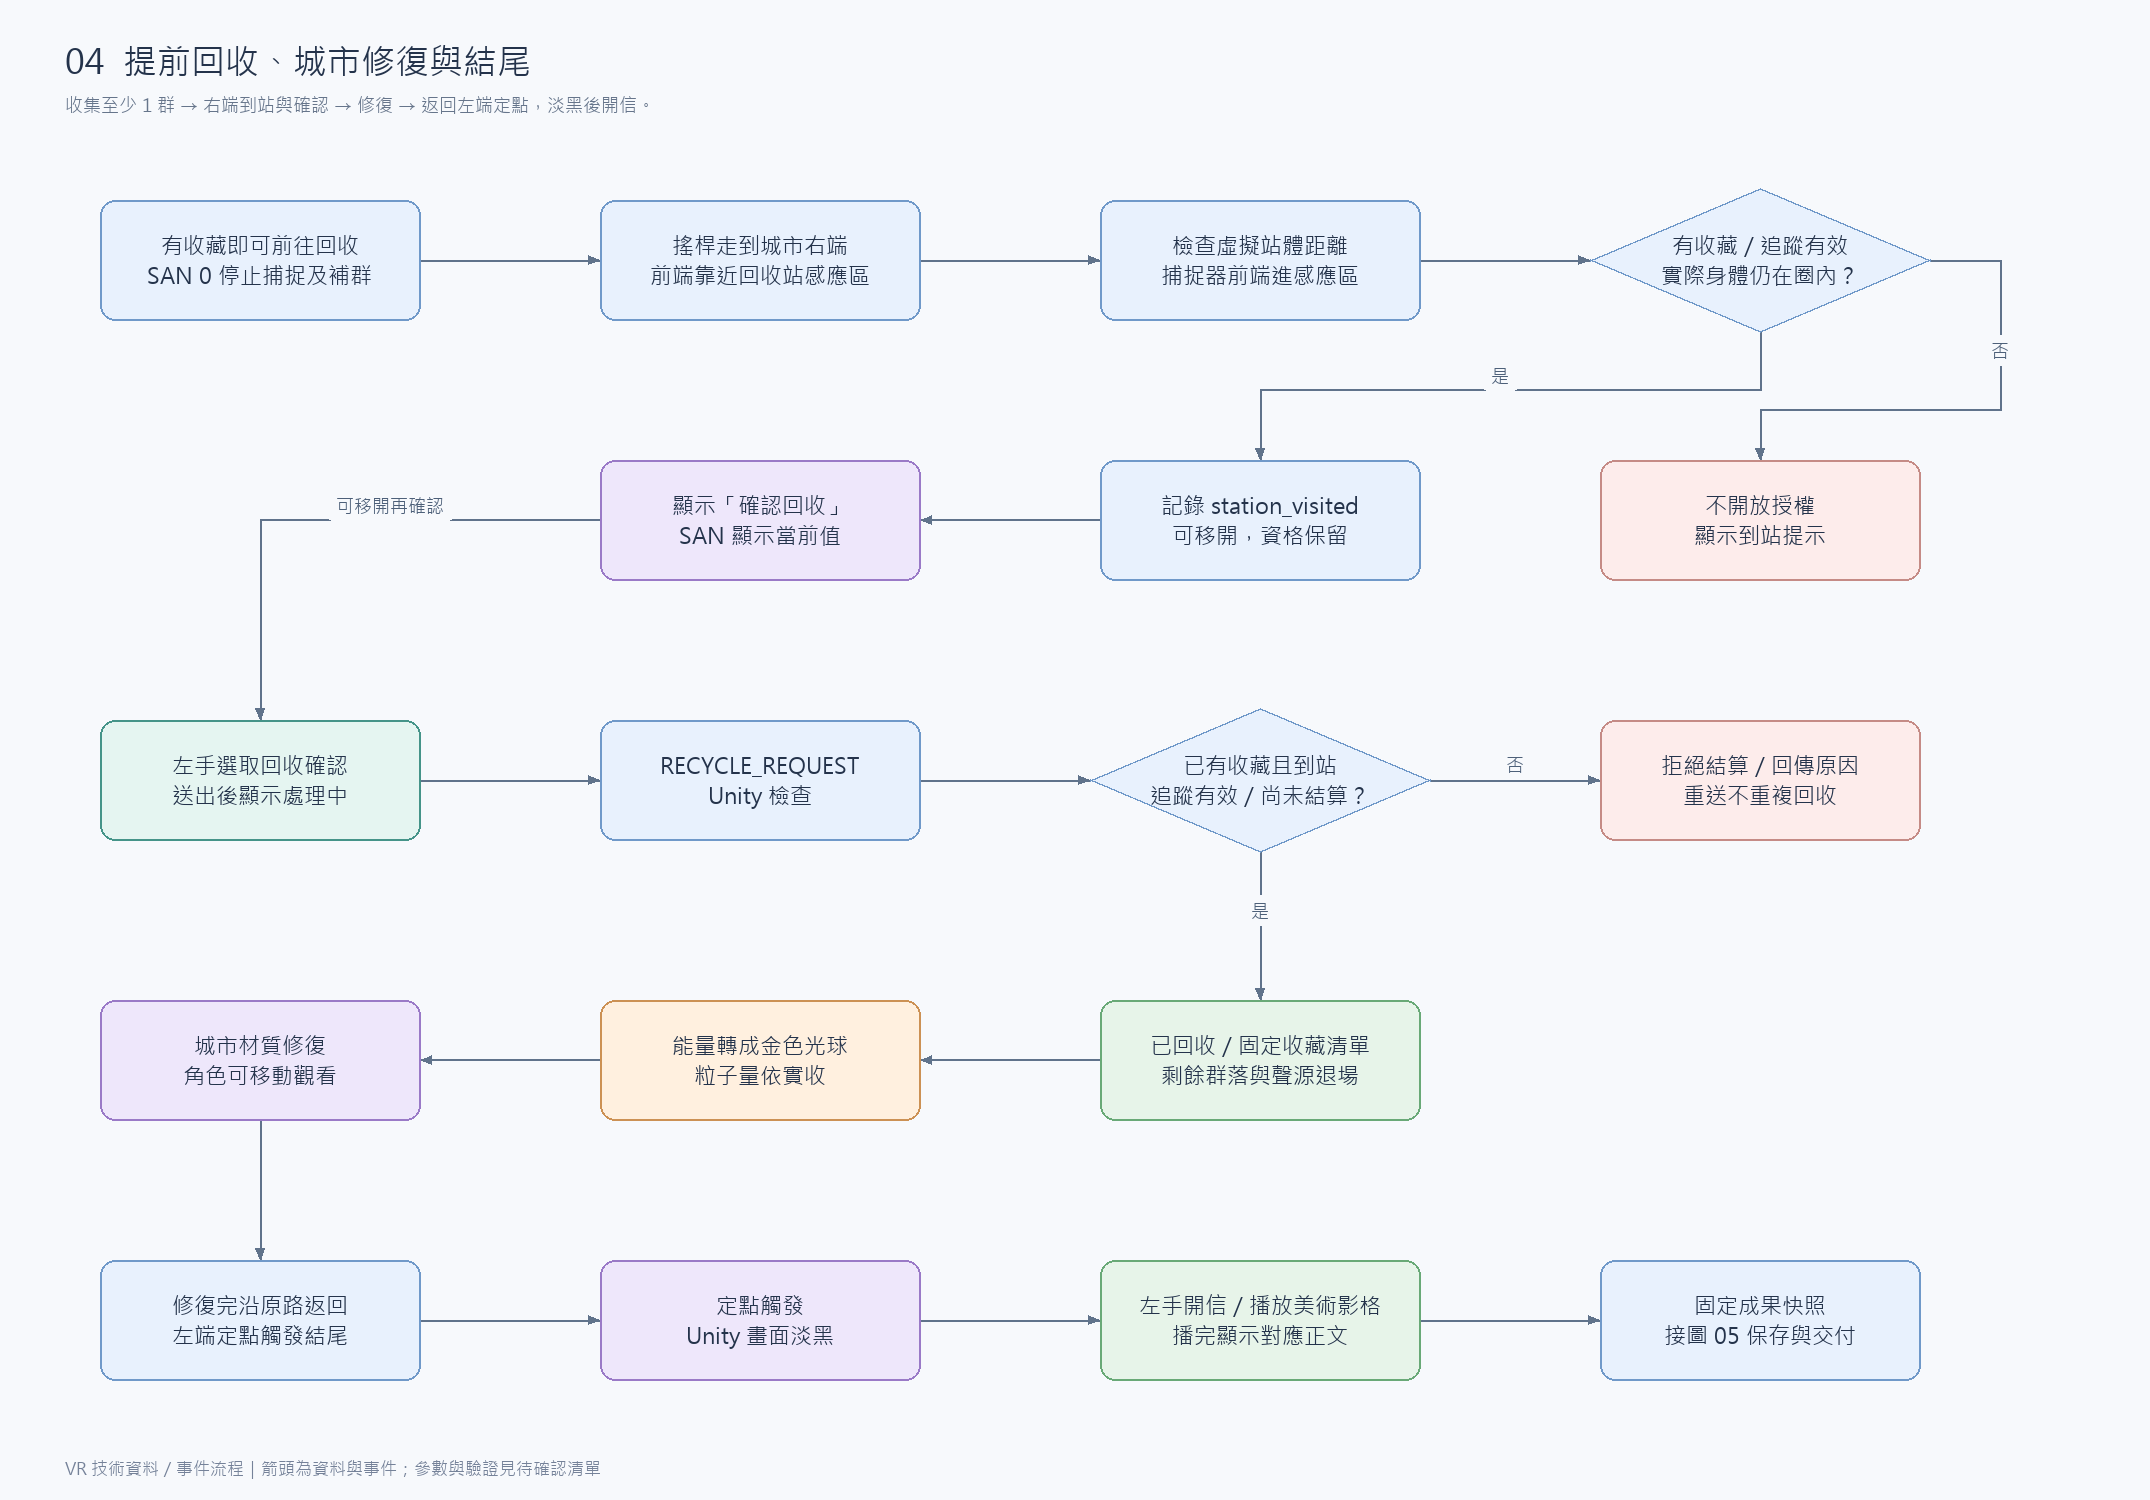 04 提前回收、城市修復與結尾
收集至少 1 群 → 右端到站與確認 → 修復 → 返回左端定點，淡黑後開信。
有收藏即可前往回收
SAN 0 停止捕捉及補群
搖桿走到城市右端
前端靠近回收站感應區
檢查虛擬站體距離
捕捉器前端進感應區
有收藏 / 追蹤有效
實際身體仍在圈內？
否
是
可移開再確認
顯示「確認回收」
SAN 顯示當前值
記錄 station_visited
可移開，資格保留
不開放授權
顯示到站提示
左手選取回收確認
送出後顯示處理中
RECYCLE_REQUEST
Unity 檢查
已有收藏且到站
追蹤有效 / 尚未結算？
否
拒絕結算 / 回傳原因
重送不重複回收
是
城市材質修復
角色可移動觀看
能量轉成金色光球
粒子量依實收
已回收 / 固定收藏清單
剩餘群落與聲源退場
修復完沿原路返回
左端定點觸發結尾
定點觸發
Unity 畫面淡黑
左手開信 / 播放美術影格
播完顯示對應正文
固定成果快照
接圖 05 保存與交付
VR 技術資料 / 事件流程｜箭頭為資料與事件；參數與驗證見待確認清單